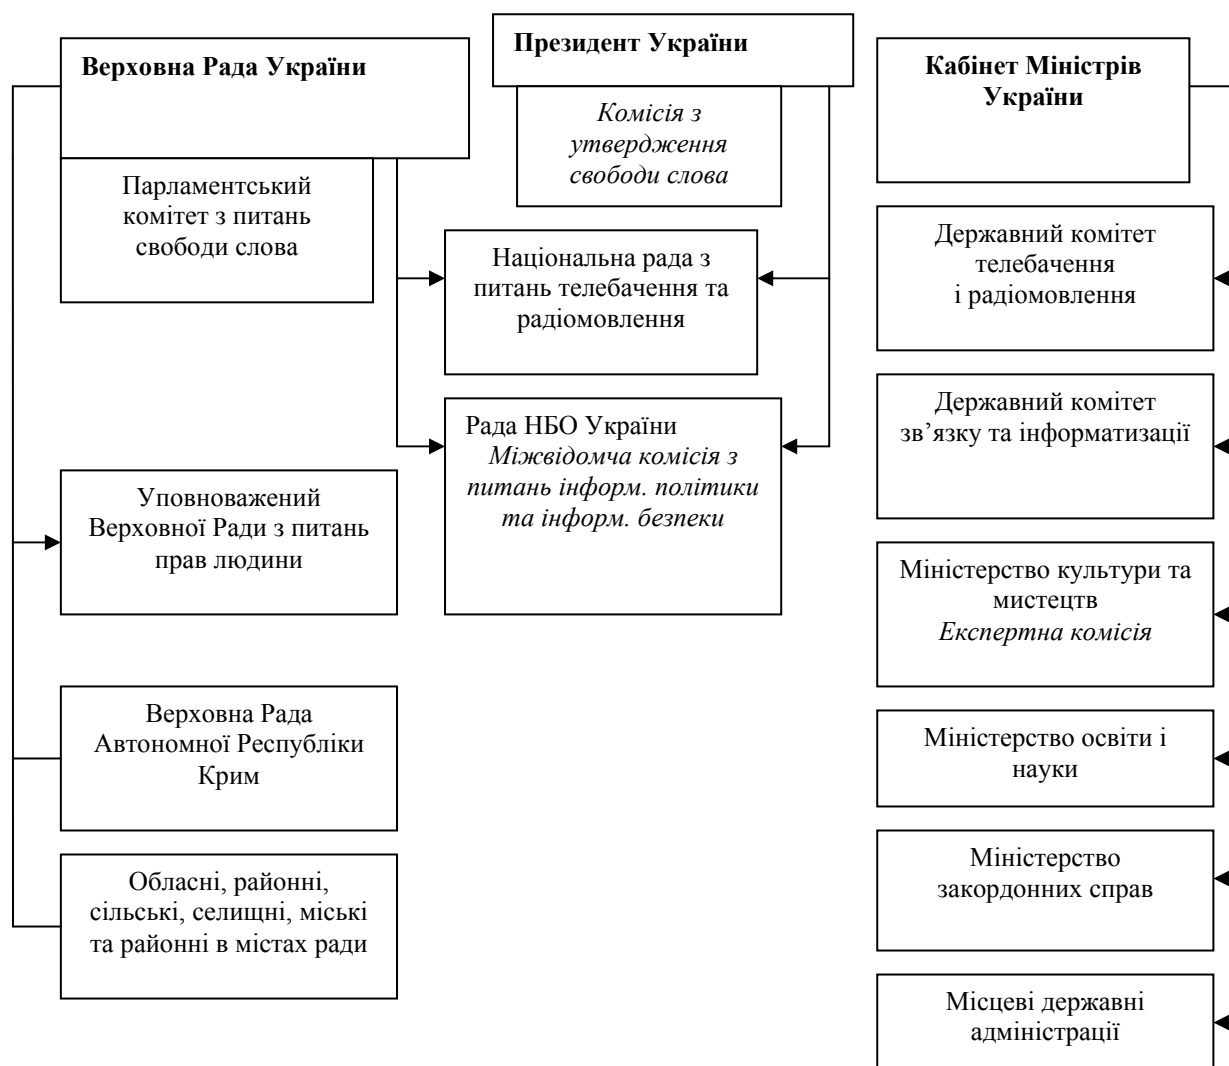 Верховна Рада України
Парламентський
комітет з питань
свободи слова
Президент України
Комісія з
утвердження
свободи слова
Кабінет Міністрів
України
Національна рада з
питань телебачення та
радіомовлення
Рада НБО України
Міжвідомча комісія з
питань інформ. політики
та інформ. безпеки
Уповноважений
Верховної Ради з питань
прав людини
Верховна Рада
Автономної Республіки
Крим
Обласні, районні,
сільські, селищні, міські
та районні в містах ради
Державний комітет
телебачення
і радіомовлення
Державний комітет
зв’язку та інформатизації
Міністерство культури та
мистецтв
Експертна комісія
Міністерство освіти і
науки
Міністерство
закордонних справ
Місцеві державні
адміністрації